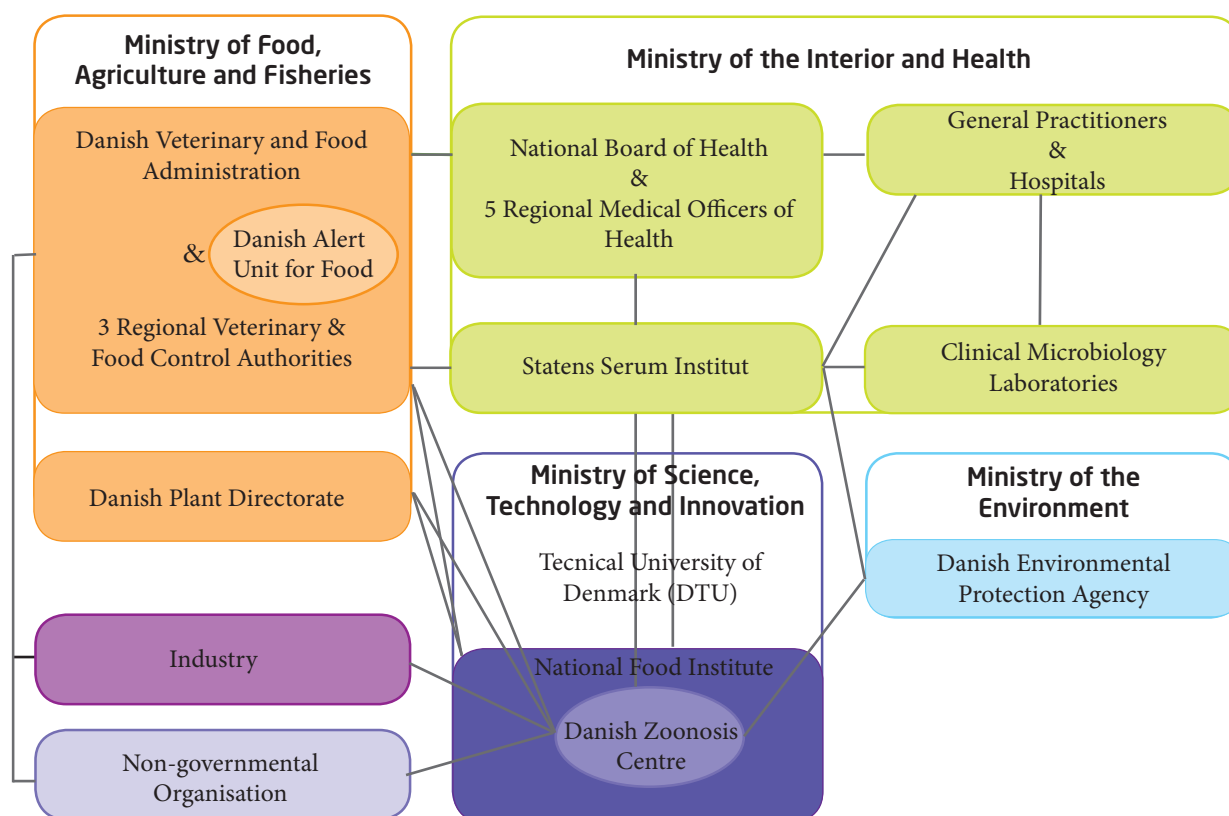 Ministry of Food,
Agriculture and Fisheries
Danish Veterinary and Food
Administration
&
Danish Alert
Unit for Food
3 Regional Veterinary &
Food Control Authorities
Danish Plant Directorate
Industry
Non-governmental
Organisation
Ministry of the Interior and Health
National Board of Health
&
5 Regional Medical Officers of
Health
General Practitioners
&
Hospitals
Statens Serum Institut
Clinical Microbiology
Laboratories
Ministry of Science,
Technology and Innovation
Tecnical University of
Denmark (DTU)
National Food Institute
Danish Zoonosis
Centre
Ministry of the
Environment
Danish Environmental
Protection Agency